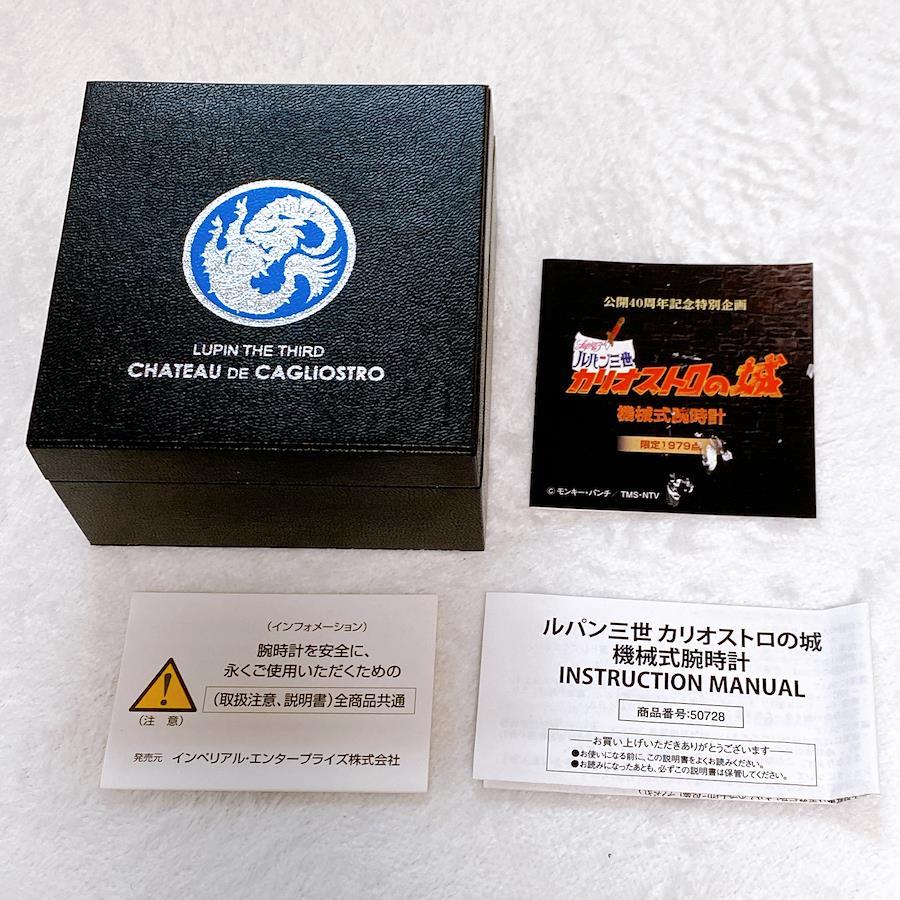 LUPIN THE THIRD
CHATEAU DE CAGLIOSTRO
公開40周年記念特別企画
ルパン三世
カリオストロの城
機械式腕時計
限定1979点
©モンキー・パンチ/TMS・NTV
(インフォメーション)
腕時計を安全に、
永くご使用いただくための
(取扱注意、説明書)全商品共通
(注 意)
発売元 インペリアル・エンタープライズ株式会社
ルパン三世 カリオストロの城
機械式腕時計
INSTRUCTION MANUAL
商品番号:50728
お買い上げいただきありがとうございます
●お使いになる前に、この説明書をよくお読みください。
●お読みになったあとも、必ずこの説明書は保管してください。